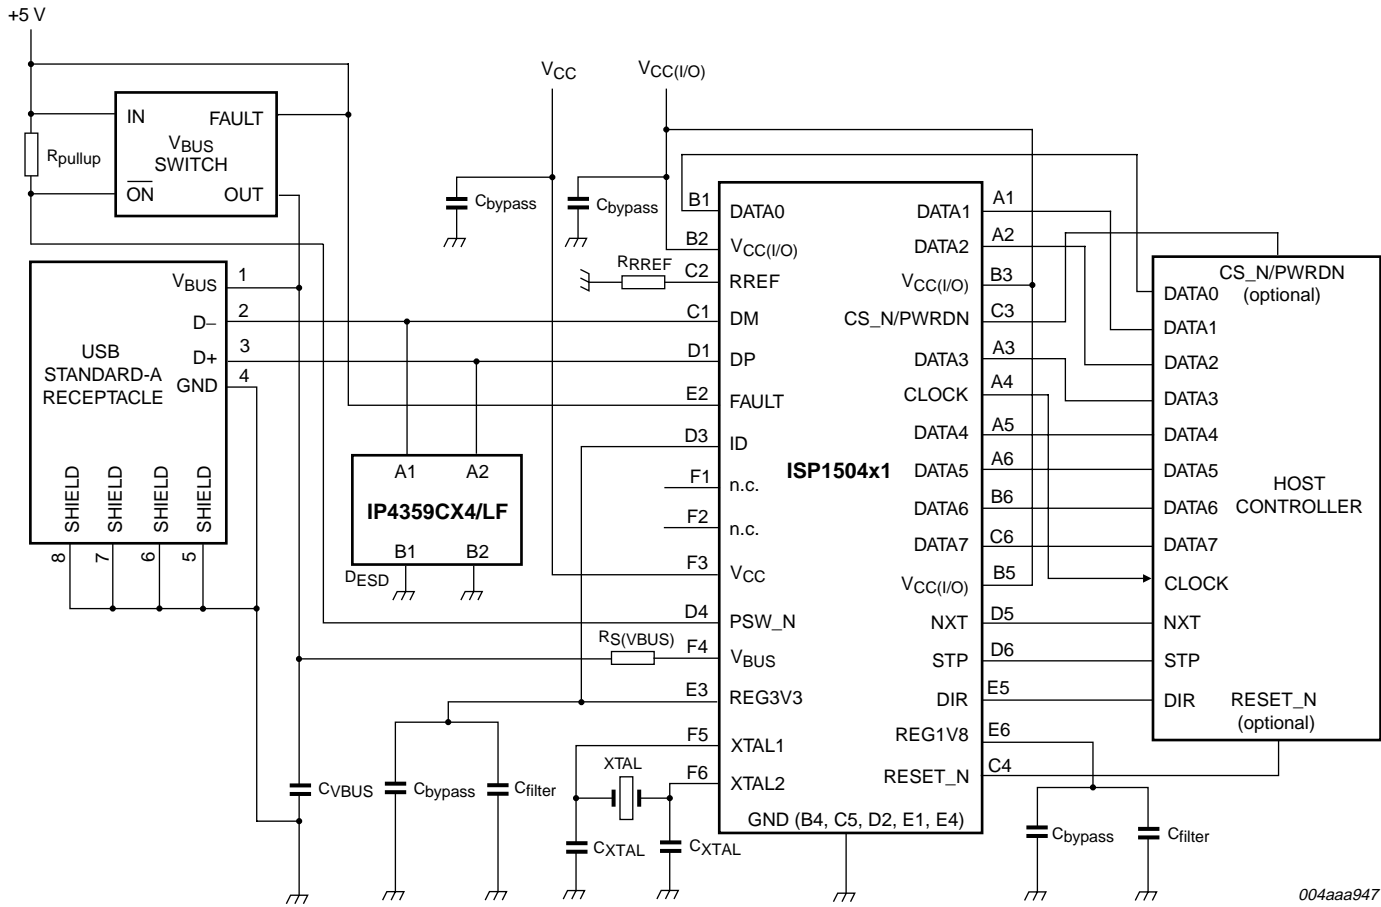 +5 V
IN
FAULT
VBUS
SWITCH
ON
OUT
Rpullup
VCC
VCC(I/O)
Cbypass
Cbypass
RRREF
VBUS
D–
D+
GND
1
2
3
4
USB
STANDARD-A
RECEPTACLE
SHIELD
SHIELD
SHIELD
SHIELD
8
7
6
5
A1
A2
IP4359CX4/LF
B1
B2
DESD
RS(VBUS)
CVBUS
Cbypass
Cfilter
XTAL
CXTAL
CXTAL
B1
B2
C2
C1
D1
E2
D3
F1
F2
F3
D4
F4
E3
F5
F6
DATA0
VCC(I/O)
RREF
DM
DP
FAULT
ID
n.c.
n.c.
VCC
PSW_N
VBUS
REG3V3
XTAL1
XTAL2
ISP1504x1
GND (B4, C5, D2, E1, E4)
DATA1
DATA2
VCC(I/O)
CS_N/PWRDN
DATA3
CLOCK
DATA4
DATA5
DATA6
DATA7
VCC(I/O)
NXT
STP
DIR
REG1V8
RESET_N
A1
A2
B3
C3
A3
A4
A5
A6
B6
C6
B5
D5
D6
E5
E6
C4
CS_N/PWRDN
(optional)
DATA0
DATA1
DATA2
DATA3
DATA4
DATA5
DATA6
DATA7
CLOCK
NXT
STP
DIR
HOST
CONTROLLER
RESET_N
(optional)
Cbypass
Cfilter
004aaa947